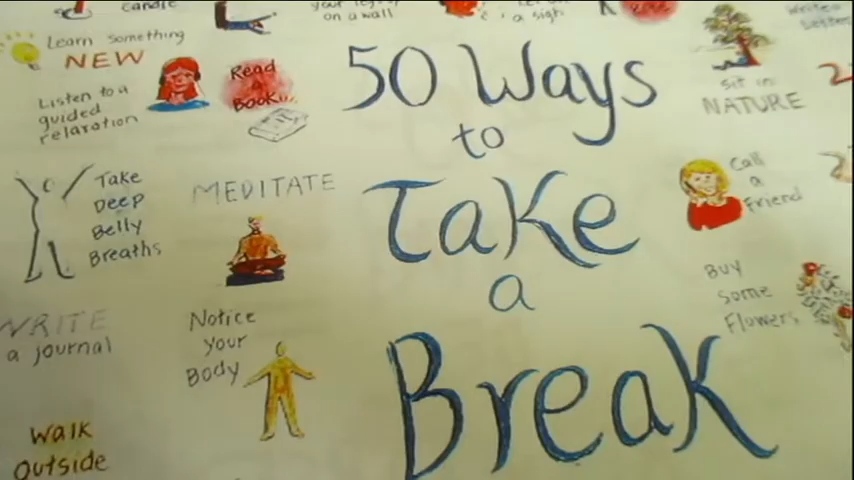 candle
on a wall
a sigh
Learn something
NEW
Listen to a
guided
relaxation
Read
a
Book...
50 Ways
to
Take
a
Break
sit in
NATURE
Take
Deep
Belly
Breaths
MEDITATE
Call
a
Friend
Buy
Some
Flowers
WRITE
a journal
Notice
your
Body
Walk
Outside